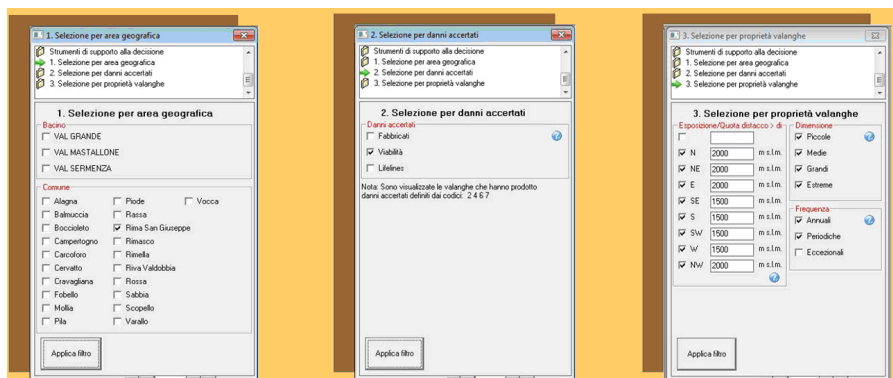 1. Selezione per area geografica
Strumenti di supporto alla decisione
1. Selezione per area geografica
2. Selezione per danni accertati
3. Selezione per proprietà valanghe
1. Selezione per area geografica
Bacino
VAL GRANDE
VAL MASTALLONE
VAL SERMENZA
Comune
Alagna Piode Vocca
Balmuccia Rassa
Boccioleto Rima San Giuseppe
Campertogno Rimasco
Carcoforo Rimella
Cervatto Riva Valdobbia
Cravagliana Rossa
Fobello Sabbia
Mollia Scopello
Pila Varallo
Applica filtro
2. Selezione per danni accertati
Strumenti di supporto alla decisione
1. Selezione per area geografica
2. Selezione per danni accertati
3. Selezione per proprietà valanghe
2. Selezione per danni accertati
Danni accertati
Fabbricati
Viabilità
Lifelines
Nota: Sono visualizzate le valanghe che hanno prodotto
danni accertati definiti dai codici: 2 4 6 7
Applica filtro
3. Selezione per proprietà valanghe
Strumenti di supporto alla decisione
1. Selezione per area geografica
2. Selezione per danni accertati
3. Selezione per proprietà valanghe
3. Selezione per proprietà valanghe
Esposizione/Quota distacco > di
N 2000 m s.l.m.
NE 2000 m s.l.m.
E 2000 m s.l.m.
SE 1500 m s.l.m.
S 1500 m s.l.m.
SW 1500 m s.l.m.
W 1500 m s.l.m.
NW 2000 m s.l.m.
Dimensione
Piccole
Medie
Grandi
Estreme
Frequenza
Annuali
Periodiche
Eccezionali
Applica filtro